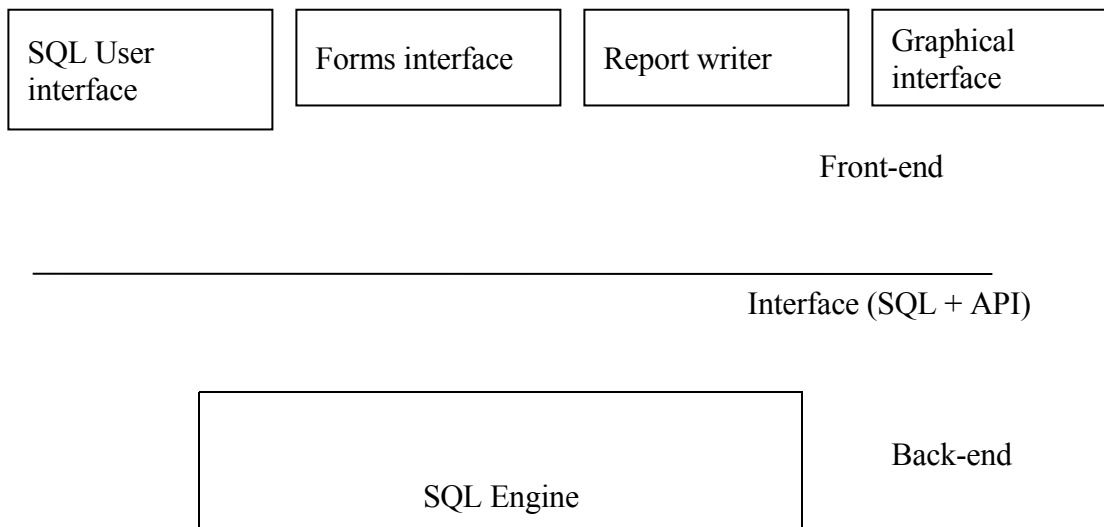 SQL User
interface
Forms interface
Report writer
Graphical
interface
Front-end
Interface (SQL + API)
Back-end
SQL Engine